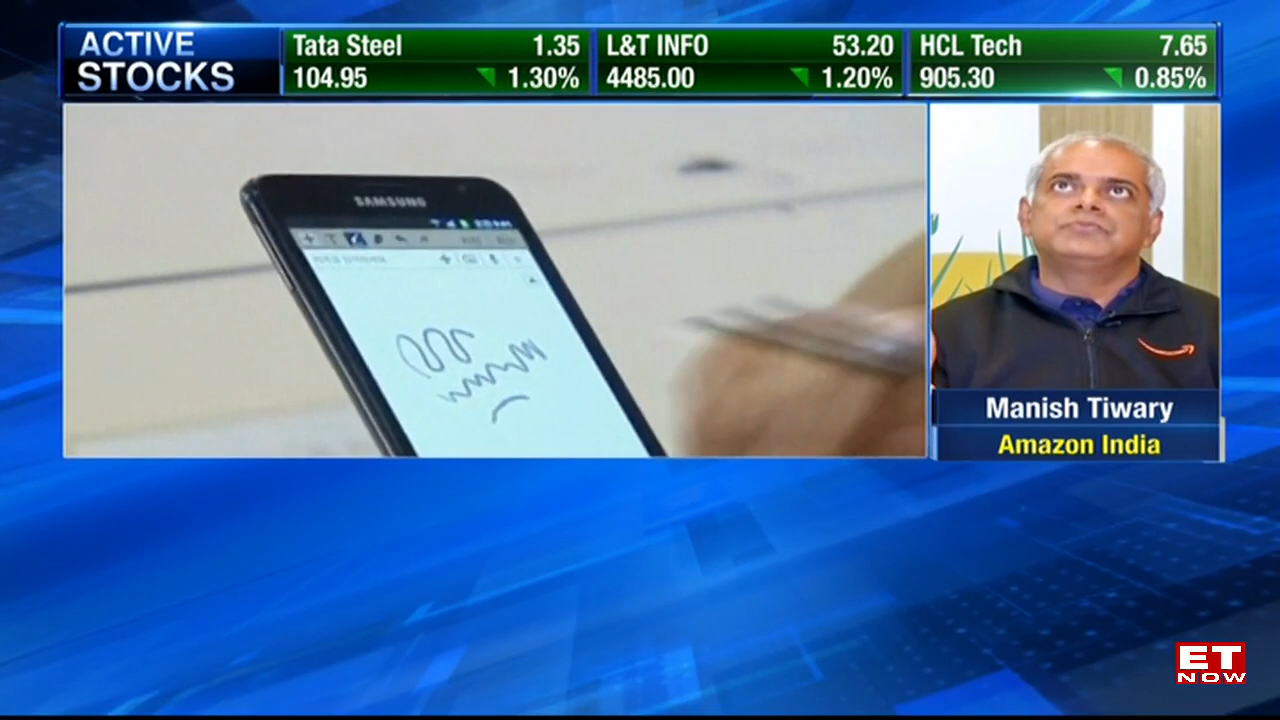 ACTIVE
STOCKS
Tata Steel 1.35
104.95 1.30%
L&T INFO 53.20
4485.00 1.20%
HCL Tech 7.65
905.30 0.85%
SAMSUNG
Manish Tiwary
Amazon India
ET
NOW